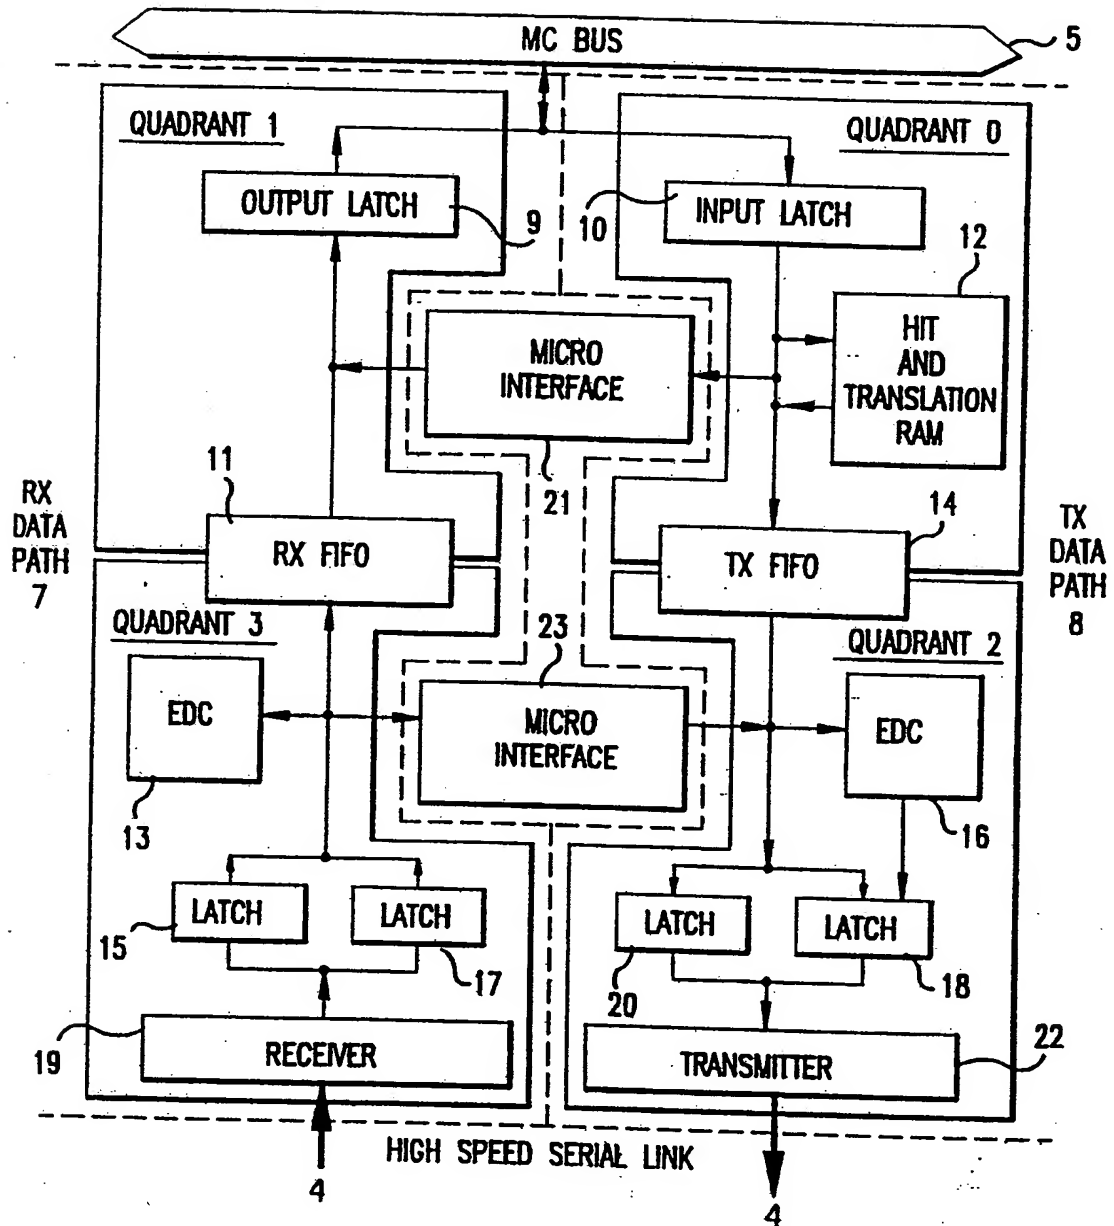 MC BUS
5
QUADRANT 1
QUADRANT 0
OUTPUT LATCH
9
10
INPUT LATCH
12
HIT
AND
TRANSLATION
RAM
MICRO
INTERFACE
21
11
RX
DATA
PATH
7
RX FIFO
14
TX FIFO
TX
DATA
PATH
8
QUADRANT 3
23
QUADRANT 2
EDC
13
MICRO
INTERFACE
EDC
16
LATCH
15
LATCH
17
LATCH
20
LATCH
18
19
RECEIVER
TRANSMITTER
22
HIGH SPEED SERIAL LINK
4
4